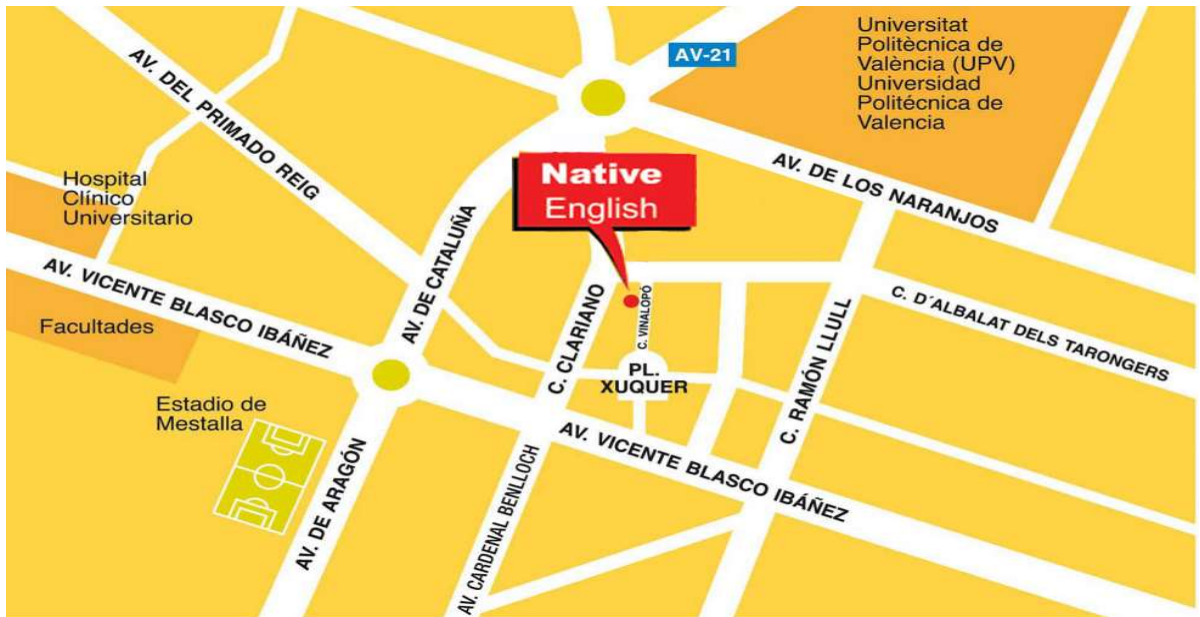 Universitat
Politècnica de
València (UPV)
Universidad
Politécnica de
Valencia
AV-21
AV. DEL PRIMADO REIG
AV. DE LOS NARANJOS
Native
English
Hospital
Clínico
Universitario
AV. DE CATALUÑA
AV. VICENTE BLASCO IBÁÑEZ
C. CLARIANO
C. VINALOPÓ
C. D´ALBALAT DELS TARONGERS
C. RAMÓN LLULL
Facultades
PL.
XUQUER
Estadio de
Mestalla
AV. DE ARAGÓN
AV. CARDENAL BENLLOCH
AV. VICENTE BLASCO IBÁÑEZ